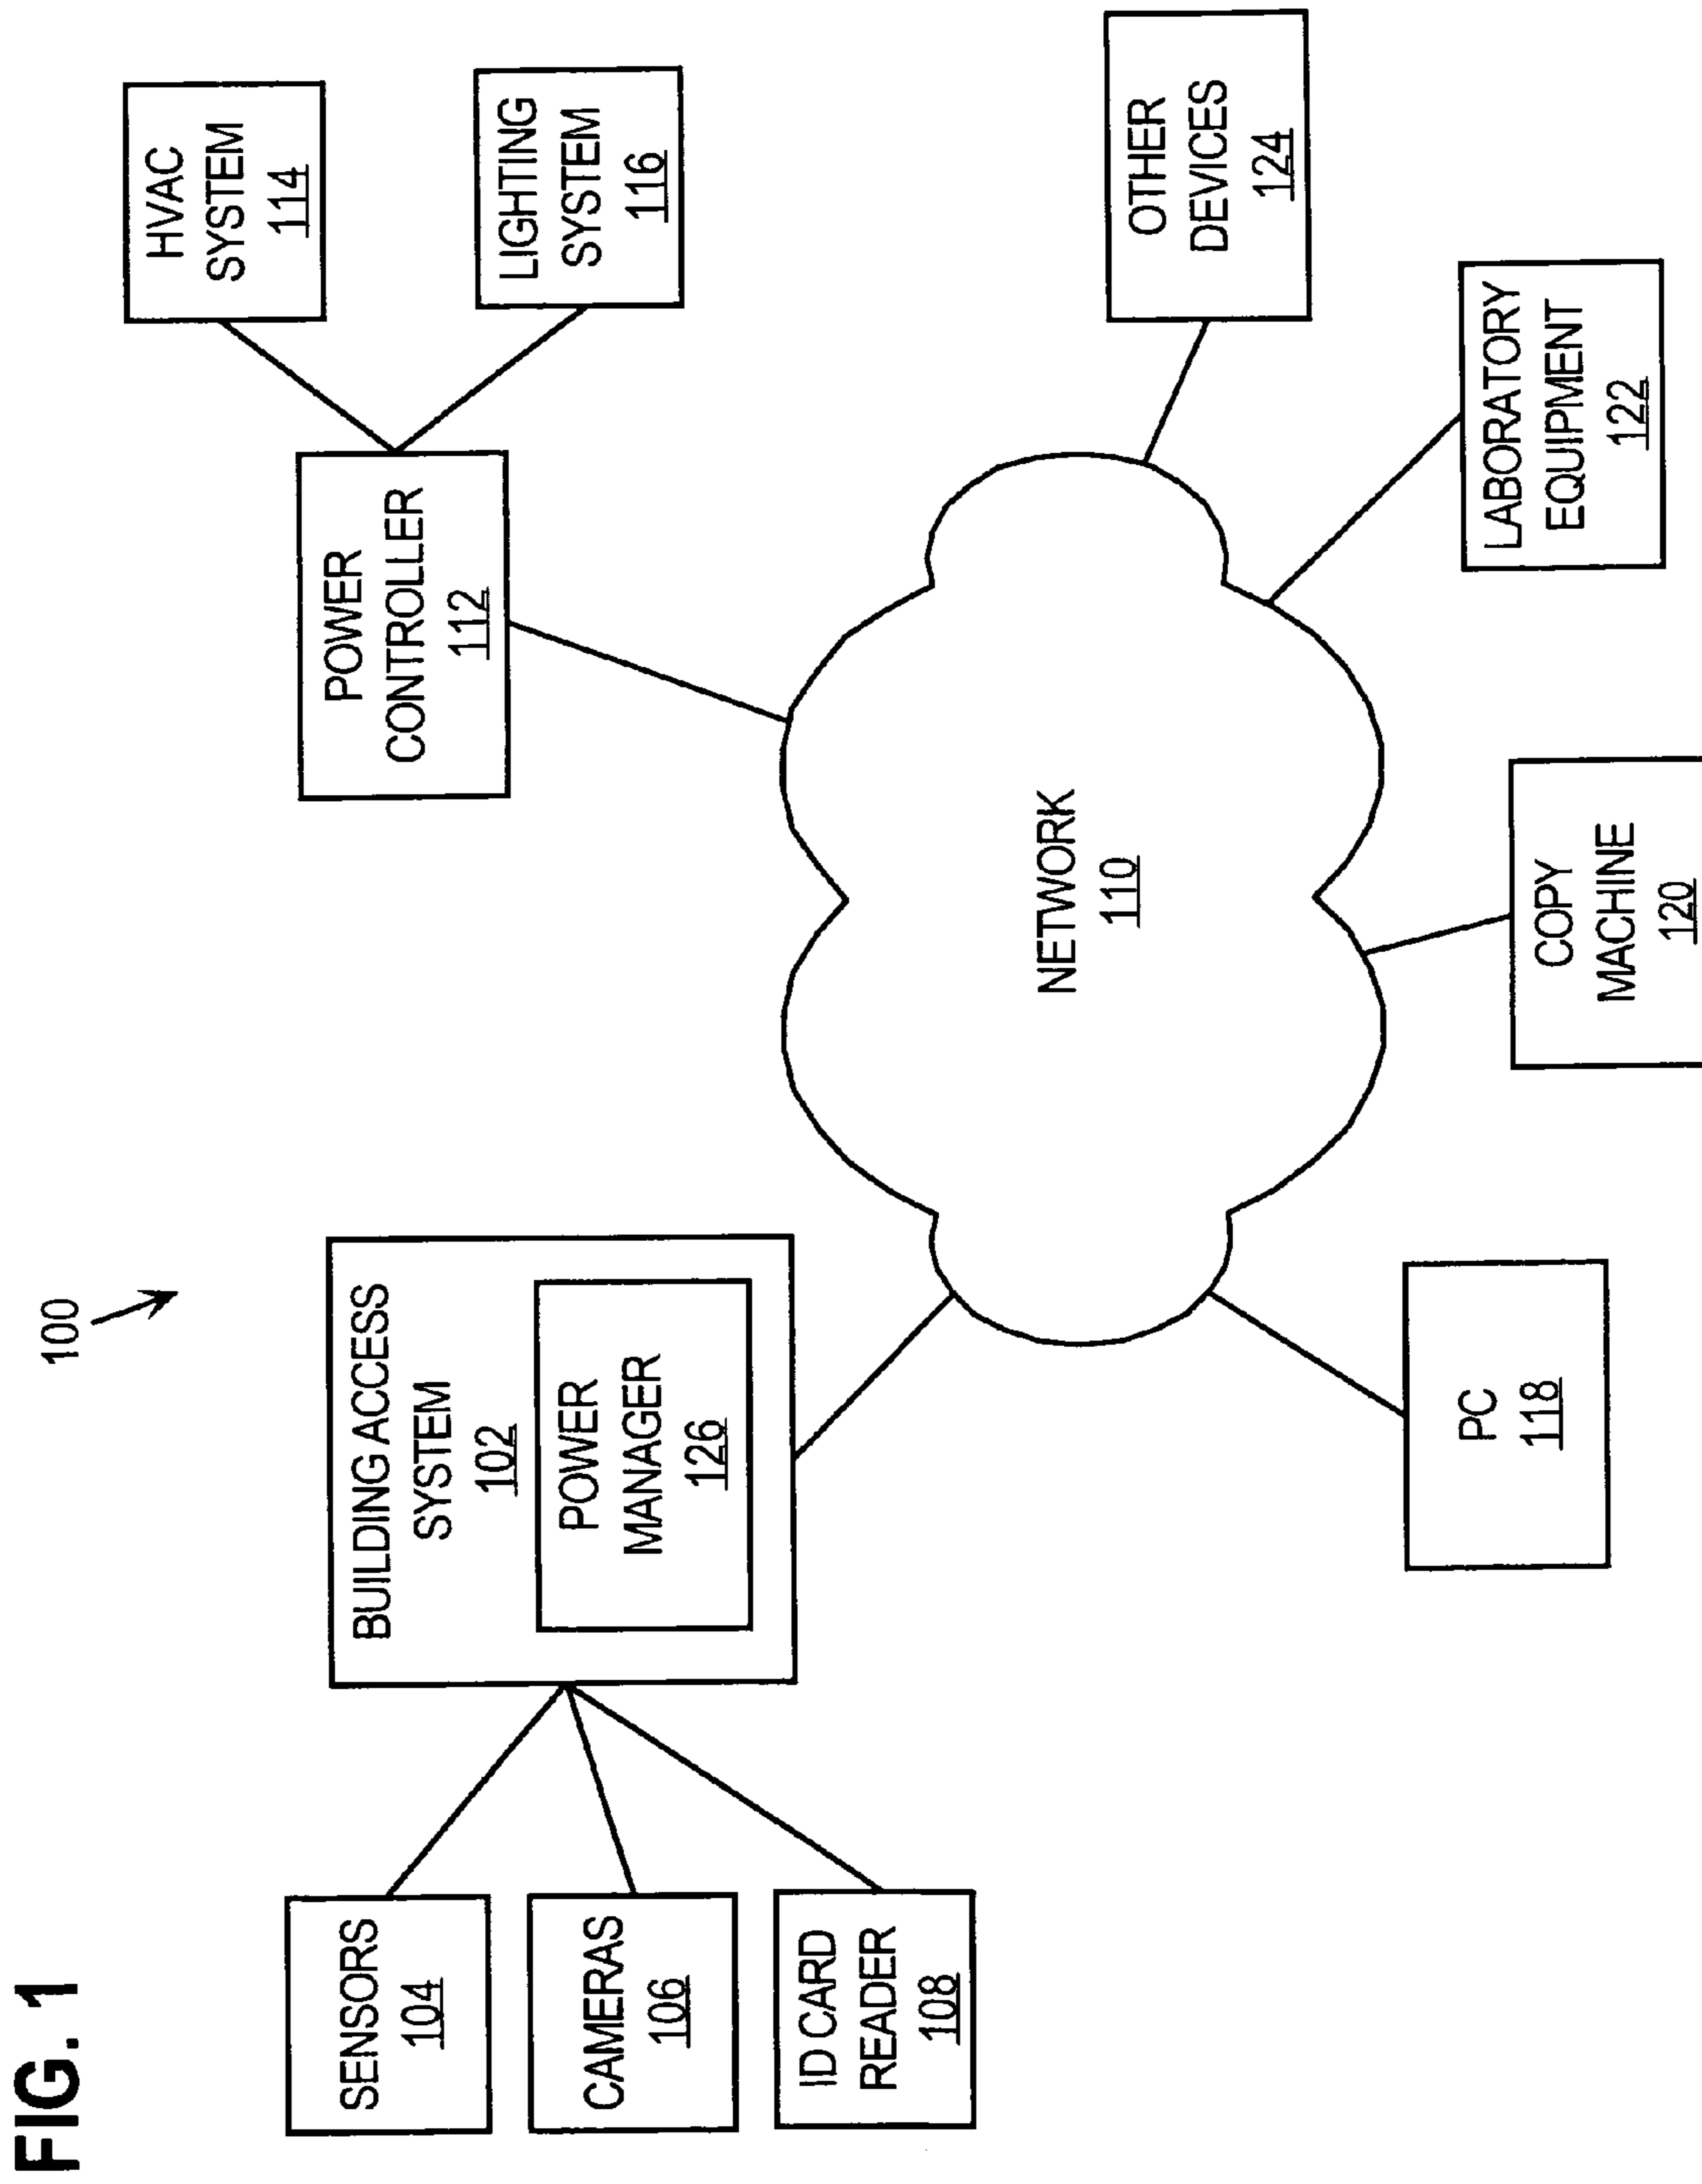 FIG. 1
100
SENSORS
104
CAMERAS
106
ID CARD
READER
108
BUILDING ACCESS
SYSTEM
102
POWER
MANAGER
126
POWER
CONTROLLER
112
HVAC
SYSTEM
114
LIGHTING
SYSTEM
116
NETWORK
110
PC
118
COPY
MACHINE
120
LABORATORY
EQUIPMENT
122
OTHER
DEVICES
124